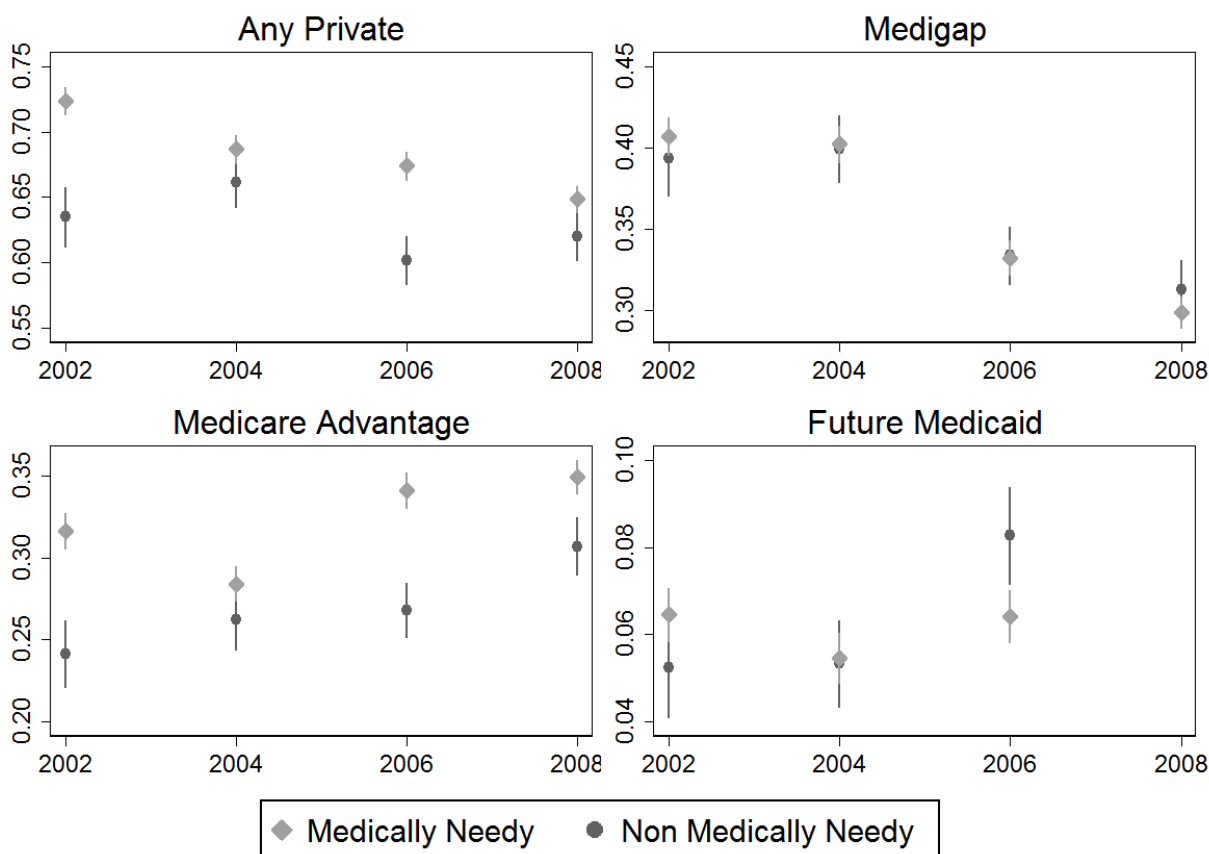 Any Private
0.75
0.70
0.65
0.60
0.55
2002 2004 2006 2008
Medigap
0.45
0.40
0.35
0.30
2002 2004 2006 2008
Medicare Advantage
0.35
0.30
0.25
0.20
2002 2004 2006 2008
Future Medicaid
0.10
0.08
0.06
0.04
2002 2004 2006 2008
Medically Needy Non Medically Needy